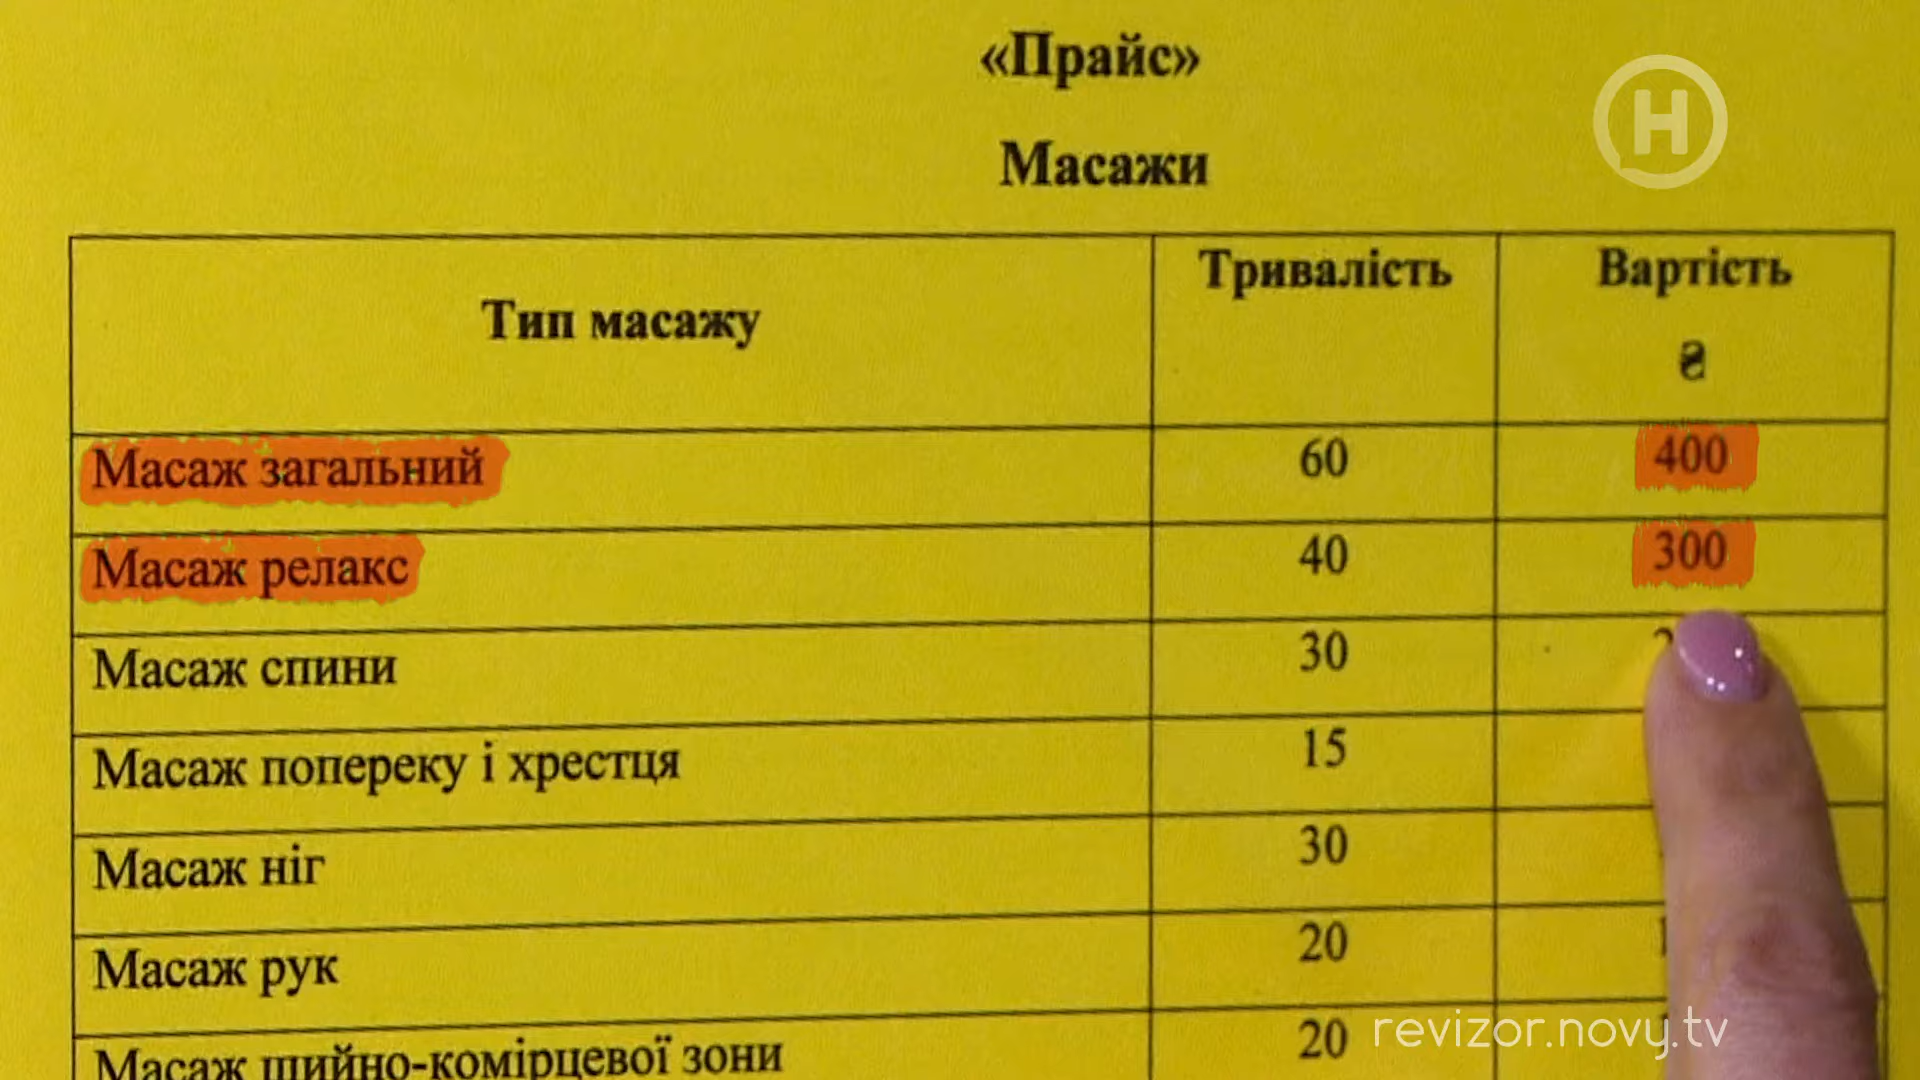 «Прайс»
Масажи
Тип масажу Тривалість Вартість
₴
Масаж загальний 60 400
Масаж релакс 40 300
Масаж спини 30
Масаж попереку і хрестця 15
Масаж ніг 30
Масаж рук 20
Масаж шийно-комірцевої зони 20
Н
revizor.novy.tv